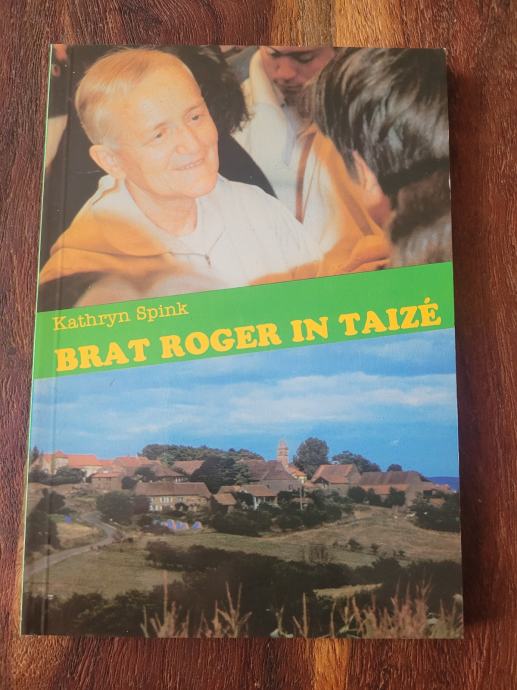 Kathryn Spink
BRAT ROGER IN TAIZÉ